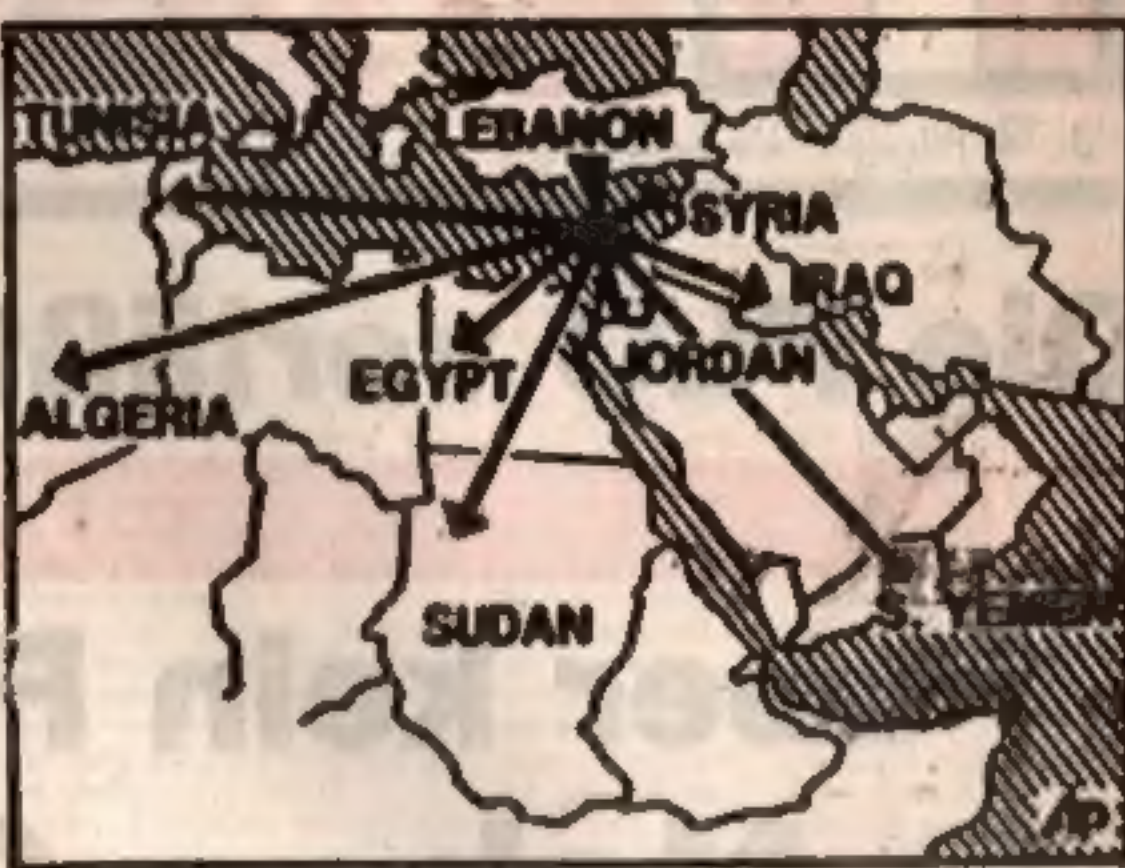 TUNISIA
LEBANON
SYRIA
IRAQ
JORDAN
EGYPT
ALGERIA
S. YEMEN
SUDAN
Ap